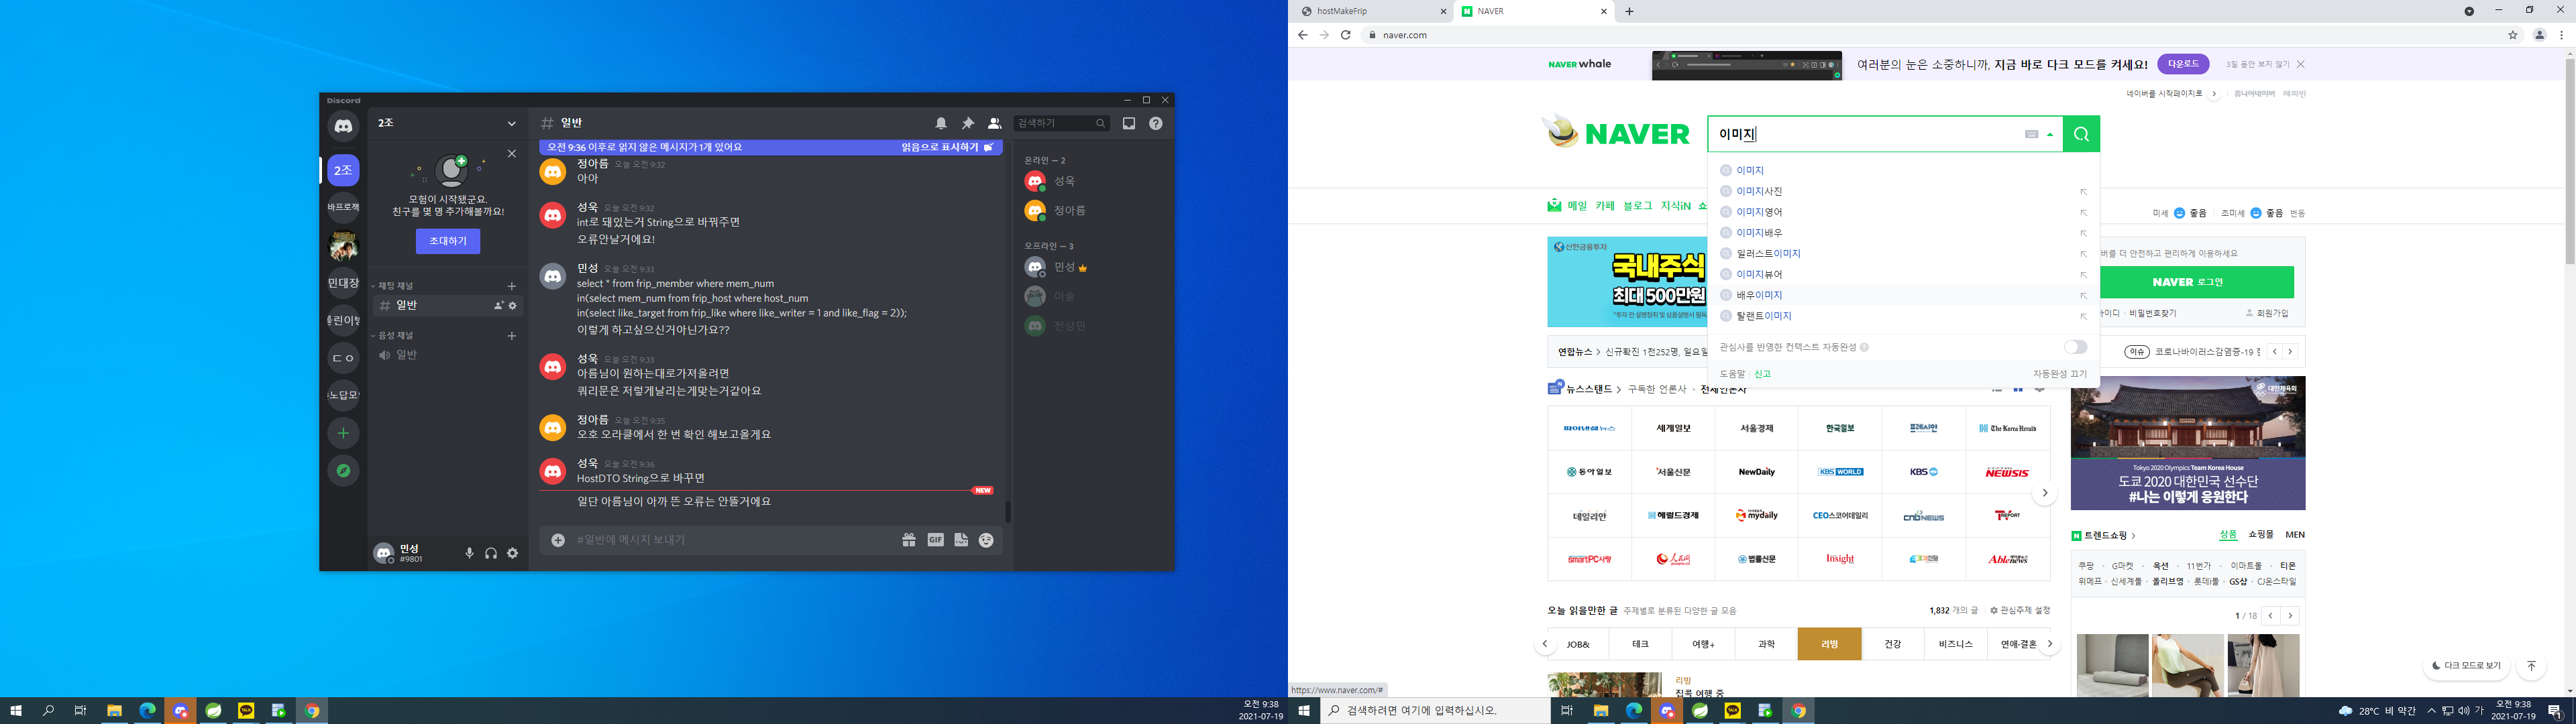 Discord
2조
# 일반
검색하기
오전 9:36 이후로 읽지 않은 메시지가 1개 있어요
읽음으로 표시하기
2조
바프로젝
민대장
ㄷㅇ
모험이 시작됐군요.
친구를 몇 명 추가해볼까요!
초대하기
채팅 채널
# 일반
음성 채널
일반
민성
#9801
정아름 오늘 오전 9:32
아아
성욱 오늘 오전 9:32
int로 돼있는거 String으로 바꿔주면
오류안날거에요!
민성 오늘 오전 9:33
select * from frip_member where mem_num
in(select mem_num from frip_host where host_num
in(select like_target from frip_like where like_writer = 1 and like_flag = 2));
이렇게 하고싶으신거아닌가요??
성욱 오늘 오전 9:33
아름님이 원하는대로가져올려면
쿼리문은 저렇게날리는게맞는거같아요
정아름 오늘 오전 9:35
오호 오라클에서 한 번 확인 해보고올게요
성욱 오늘 오전 9:36
HostDTO String으로 바꾸면
NEW
일단 아름님이 아까 뜬 오류는 안뜰거에요
#일반에 메시지 보내기
GIF
온라인 — 2
성욱
정아름
오프라인 — 3
민성
이슬
전상민
TALK
오전 9:38
2021-07-19
hostMakeFrip
NAVER
naver.com
NAVER whale
여러분의 눈은 소중하니까, 지금 바로 다크 모드를 켜세요!
다운로드
3일 동안 보지 않기
네이버를 시작페이지로
쥬니어네이버
해피빈
NAVER
이미지
이미지
이미지사진
이미지영어
이미지배우
일러스트이미지
이미지뷰어
배우이미지
탤런트이미지
관심사를 반영한 컨텍스트 자동완성
도움말
신고
자동완성 끄기
메일 카페 블로그 지식iN 쇼
미세 좋음 초미세 좋음 번동
신한금융투자
국내주식
최대 500만원
버를 더 안전하고 편리하게 이용하세요
NAVER 로그인
아이디 · 비밀번호찾기
회원가입
연합뉴스 > 신규확진 1천252명, 일요일
이슈
코로나바이러스감염증-19
뉴스스탠드 > 구독한 언론사 · 전체언론사
파이낸셜뉴스
세계일보
서울경제
한국일보
프레시안
The Korea Herald
동아일보
서울신문
NewDaily
KBS WORLD
KBS
NEWSIS
데일리안
헤럴드경제
mydaily
CEO스코어데일리
CNB NEWS
TV REPORT
smartPC사랑
人民网
법률신문
Insight
Ablenews
대한체육회
Tokyo 2020 Olympics Team Korea House
도쿄 2020 대한민국 선수단
#나는 이렇게 응원한다
트렌드쇼핑 >
상품
쇼핑몰
MEN
쿠팡 · G마켓 · 옥션 · 11번가 · 이마트몰 · 티몬
위메프 · 신세계몰 · 올리브영 · 롯데i몰 · GS샵 · CJ온스타일
1 / 18
오늘 읽을만한 글
주제별로 분류된 다양한 글 모음
1,832 개의 글
관심주제 설정
JOB&
테크
여행+
과학
리빙
건강
비즈니스
연애·결혼
리빙
집콕 여행 중
다크 모드로 보기
https://www.naver.com/#
검색하려면 여기에 입력하십시오.
TALK
28°C 비 약간
가
오전 9:38
2021-07-19